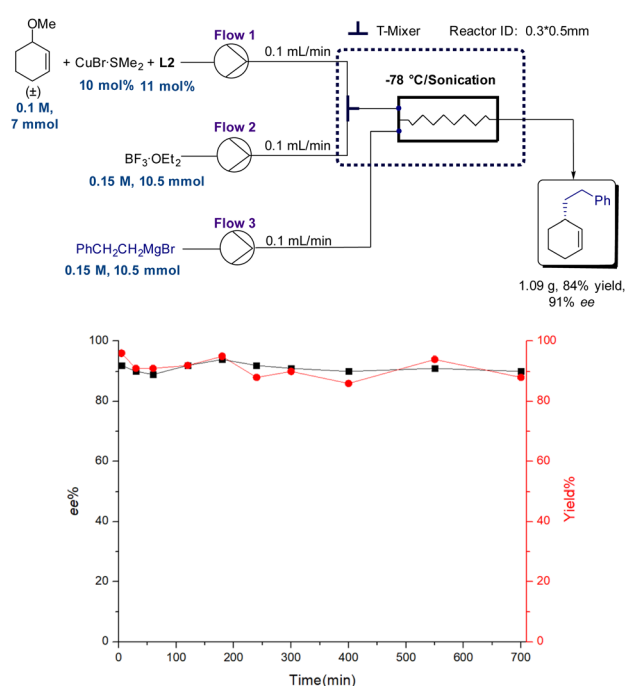 OMe
(±)
0.1 M,
7 mmol
+ CuBr·SMe2 + L2
10 mol% 11 mol%
Flow 1
0.1 mL/min
T-Mixer
Reactor ID: 0.3*0.5mm
-78 °C/Sonication
Flow 2
BF3·OEt2
0.15 M, 10.5 mmol
0.1 mL/min
Flow 3
PhCH2CH2MgBr
0.15 M, 10.5 mmol
0.1 mL/min
Ph
1.09 g, 84% yield,
91% ee
100
80
60
40
20
0
ee%
100
80
60
40
20
0
Yield%
0 100 200 300 400 500 600 700
Time(min)